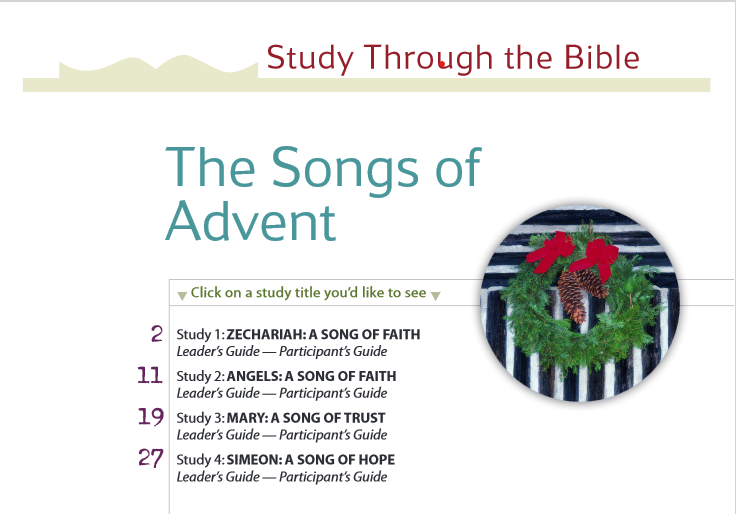 Study Through the Bible
The Songs of
Advent
Click on a study title you'd like to see
2 Study 1: ZECHARIAH: A SONG OF FAITH
Leader's Guide — Participant's Guide
11 Study 2: ANGELS: A SONG OF FAITH
Leader's Guide — Participant's Guide
19 Study 3: MARY: A SONG OF TRUST
Leader's Guide — Participant's Guide
27 Study 4: SIMEON: A SONG OF HOPE
Leader's Guide — Participant's Guide